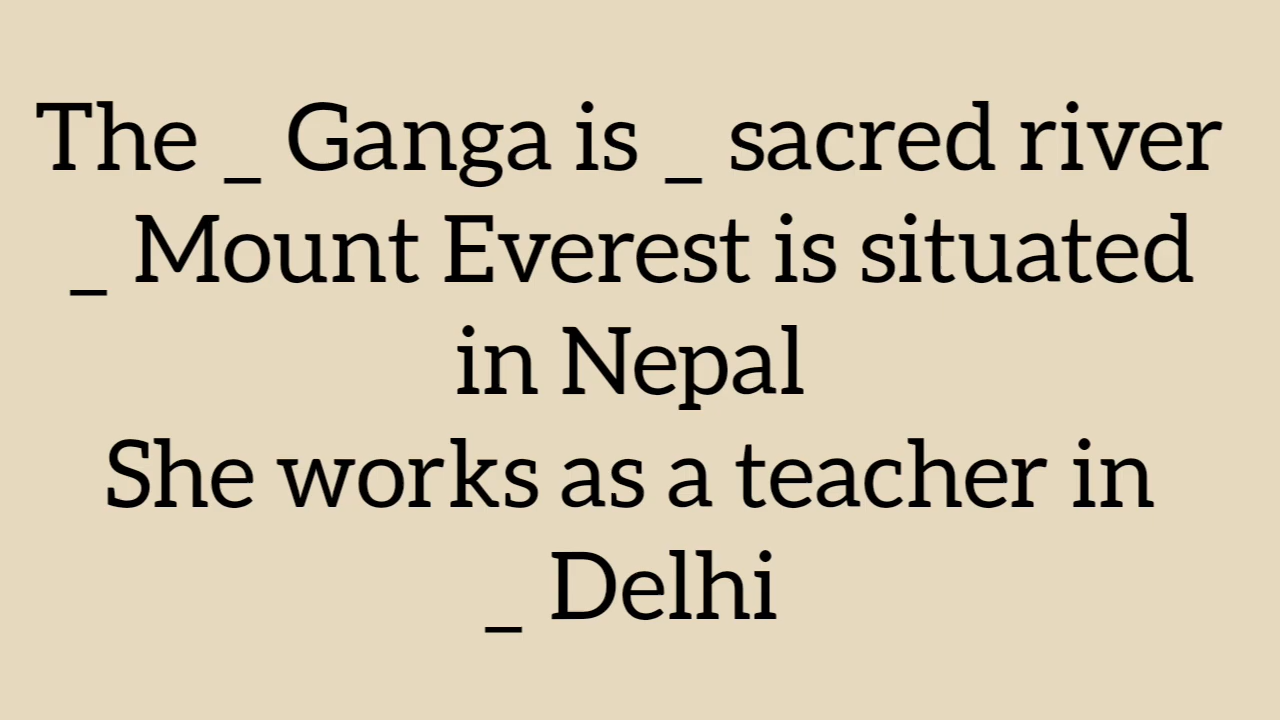 The _ Ganga is _ sacred river
_ Mount Everest is situated
in Nepal
She works as a teacher in
_ Delhi